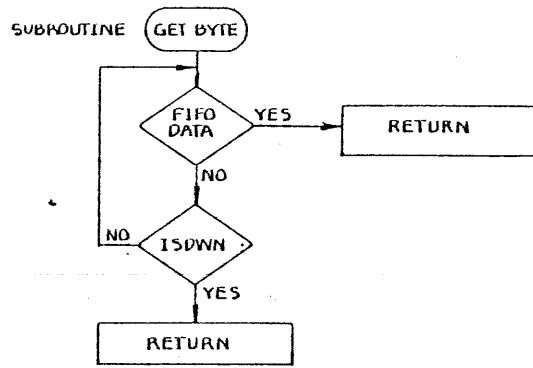 SUBROUTINE
GET BYTE
FIFO
DATA
YES
RETURN
NO
NO
ISDWN
YES
RETURN